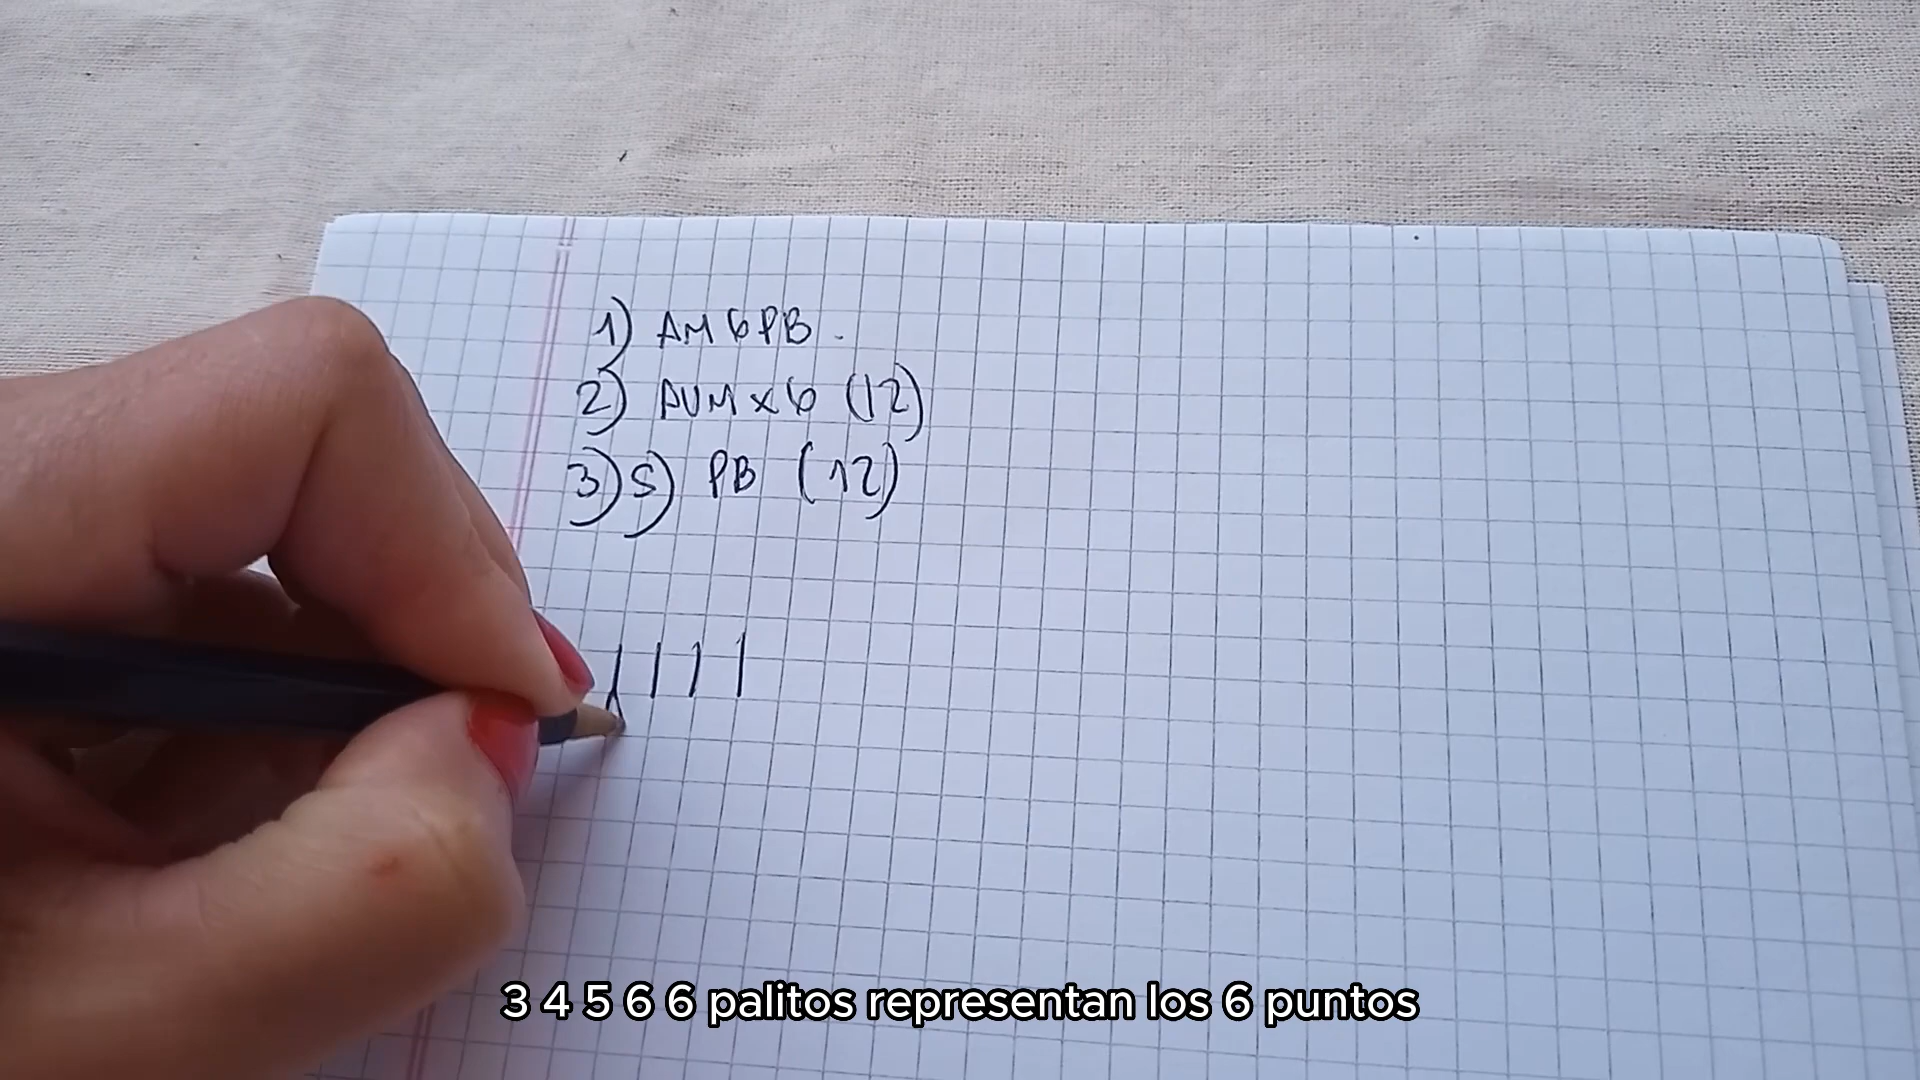 1) AM 6 PB.
2) AUM x 6 (12)
3) 5) PB (12)
3 4 5 6 6 palitos representan los 6 puntos